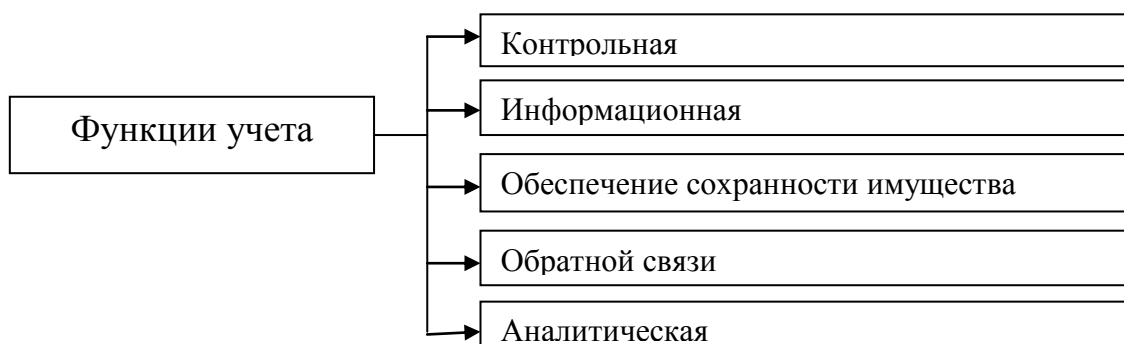 Контрольная
Информационная
Функции учета
Обеспечение сохранности имущества
Обратной связи
Аналитическая